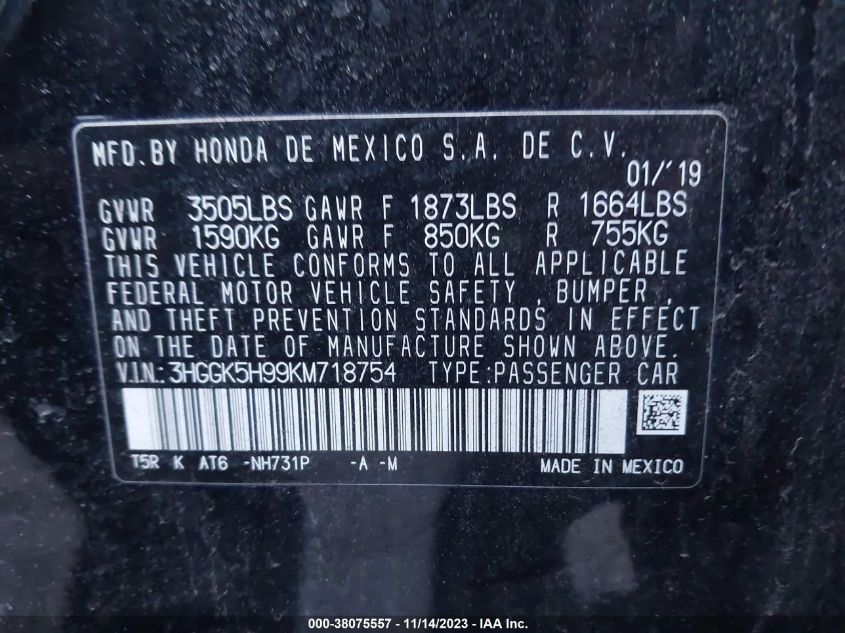 MFD.BY HONDA DE MEXICO S.A. DE C.V.
01/'19
GVWR 3505LBS GAWR F 1873LBS R 1664LBS
GVWR 1590KG GAWR F 850KG R 755KG
THIS VEHICLE CONFORMS TO ALL APPLICABLE
FEDERAL MOTOR VEHICLE SAFETY , BUMPER ,
AND THEFT PREVENTION STANDARDS IN EFFECT
ON THE DATE OF MANUFACTURE SHOWN ABOVE.
V.I.N.:3HGGK5H99KM718754 TYPE:PASSENGER CAR
T5R K AT6 -NH731P -A -M MADE IN MEXICO
000-38075557 - 11/14/2023 - IAA Inc.